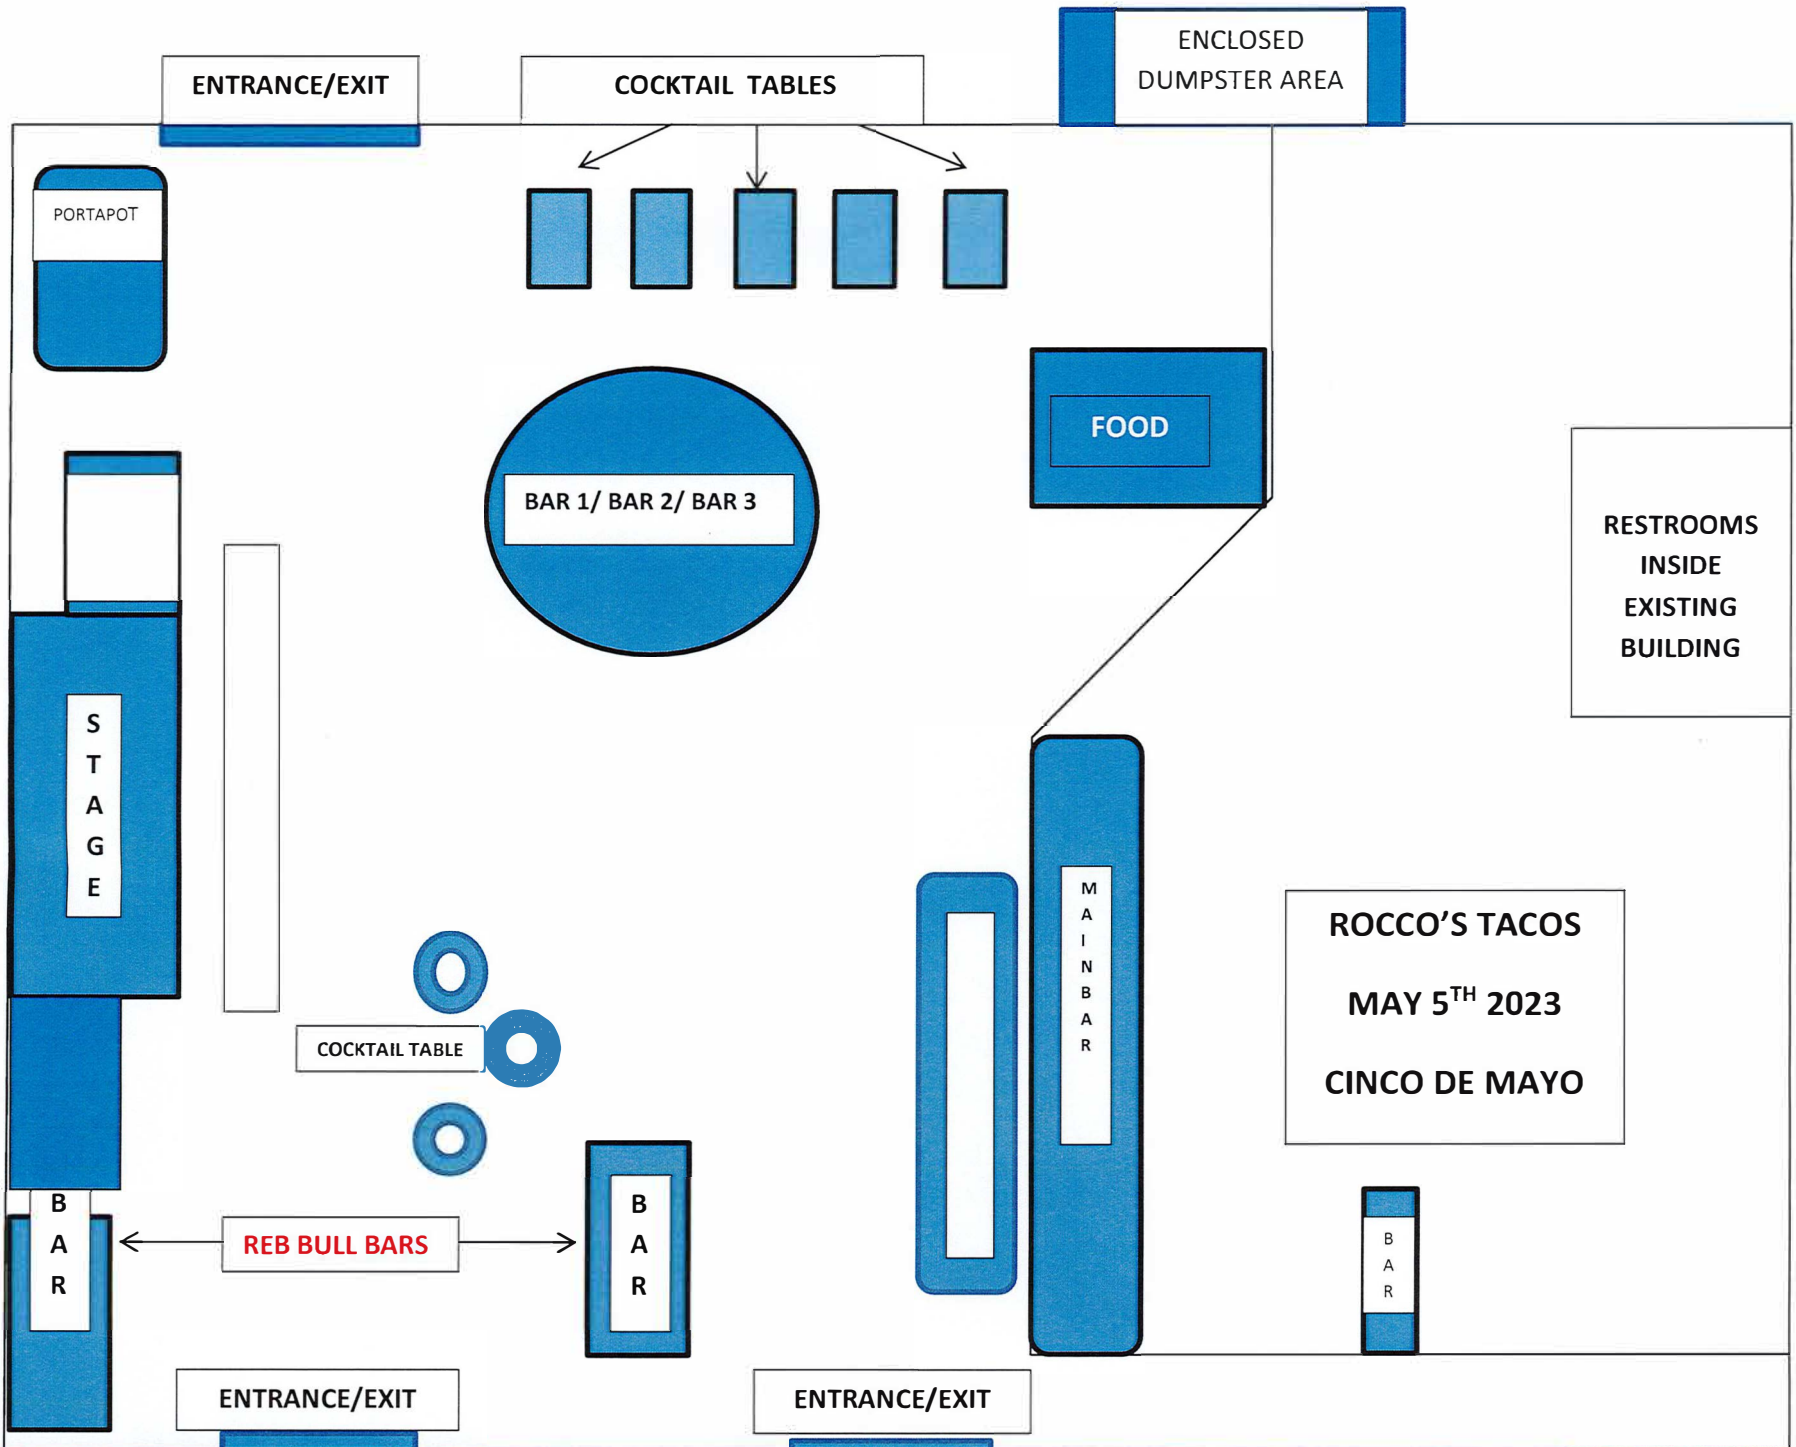 ENCLOSED
DUMPSTER AREA
ENTRANCE/EXIT
COCKTAIL TABLES
PORTAPOT
FOOD
BAR 1/ BAR 2/ BAR 3
RESTROOMS
INSIDE
EXISTING
BUILDING
S
T
A
G
E
M
A
I
N
B
A
R
ROCCO'S TACOS
MAY 5TH 2023
CINCO DE MAYO
COCKTAIL TABLE
B
A
R
REB BULL BARS
B
A
R
B
A
R
ENTRANCE/EXIT
ENTRANCE/EXIT